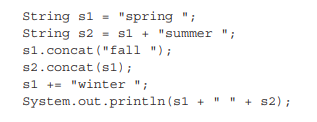 String s1 = "spring ";
String s2 = s1 + "summer ";
s1.concat("fall ");
s2.concat(s1);
s1 += "winter ";
System.out.println(s1 + " " + s2);